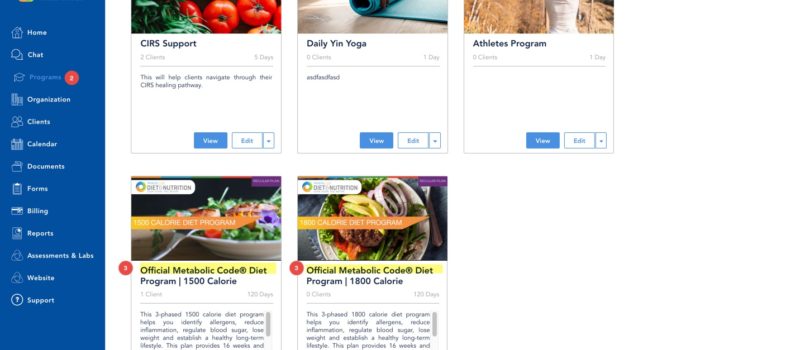 Home
Chat
Programs 2
Organization
Clients
Calendar
Documents
Forms
Billing
Reports
Assessments & Labs
Website
Support
CIRS Support
2 Clients 5 Days
This will help clients navigate through their
CIRS healing pathway.
View Edit
Daily Yin Yoga
0 Clients 1 Day
asdfasdfasd
View Edit
Athletes Program
0 Clients 1 Day
View Edit
DIET & NUTRITION
REGULAR PLAN
1500 CALORIE DIET PROGRAM
3
Official Metabolic Code® Diet
Program | 1500 Calorie
1 Client 120 Days
This 3-phased 1500 calorie diet program
helps you identify allergens, reduce
inflammation, regulate blood sugar, lose
weight and establish a healthy long-term
lifestyle. This plan provides 16 weeks and
DIET & NUTRITION
REGULAR PLAN
1800 CALORIE DIET PROGRAM
3
Official Metabolic Code® Diet
Program | 1800 Calorie
0 Clients 120 Days
This 3-phased 1800 calorie diet program
helps you identify allergens, reduce
inflammation, regulate blood sugar, lose
weight and establish a healthy long-term
lifestyle. This plan provides 16 weeks and